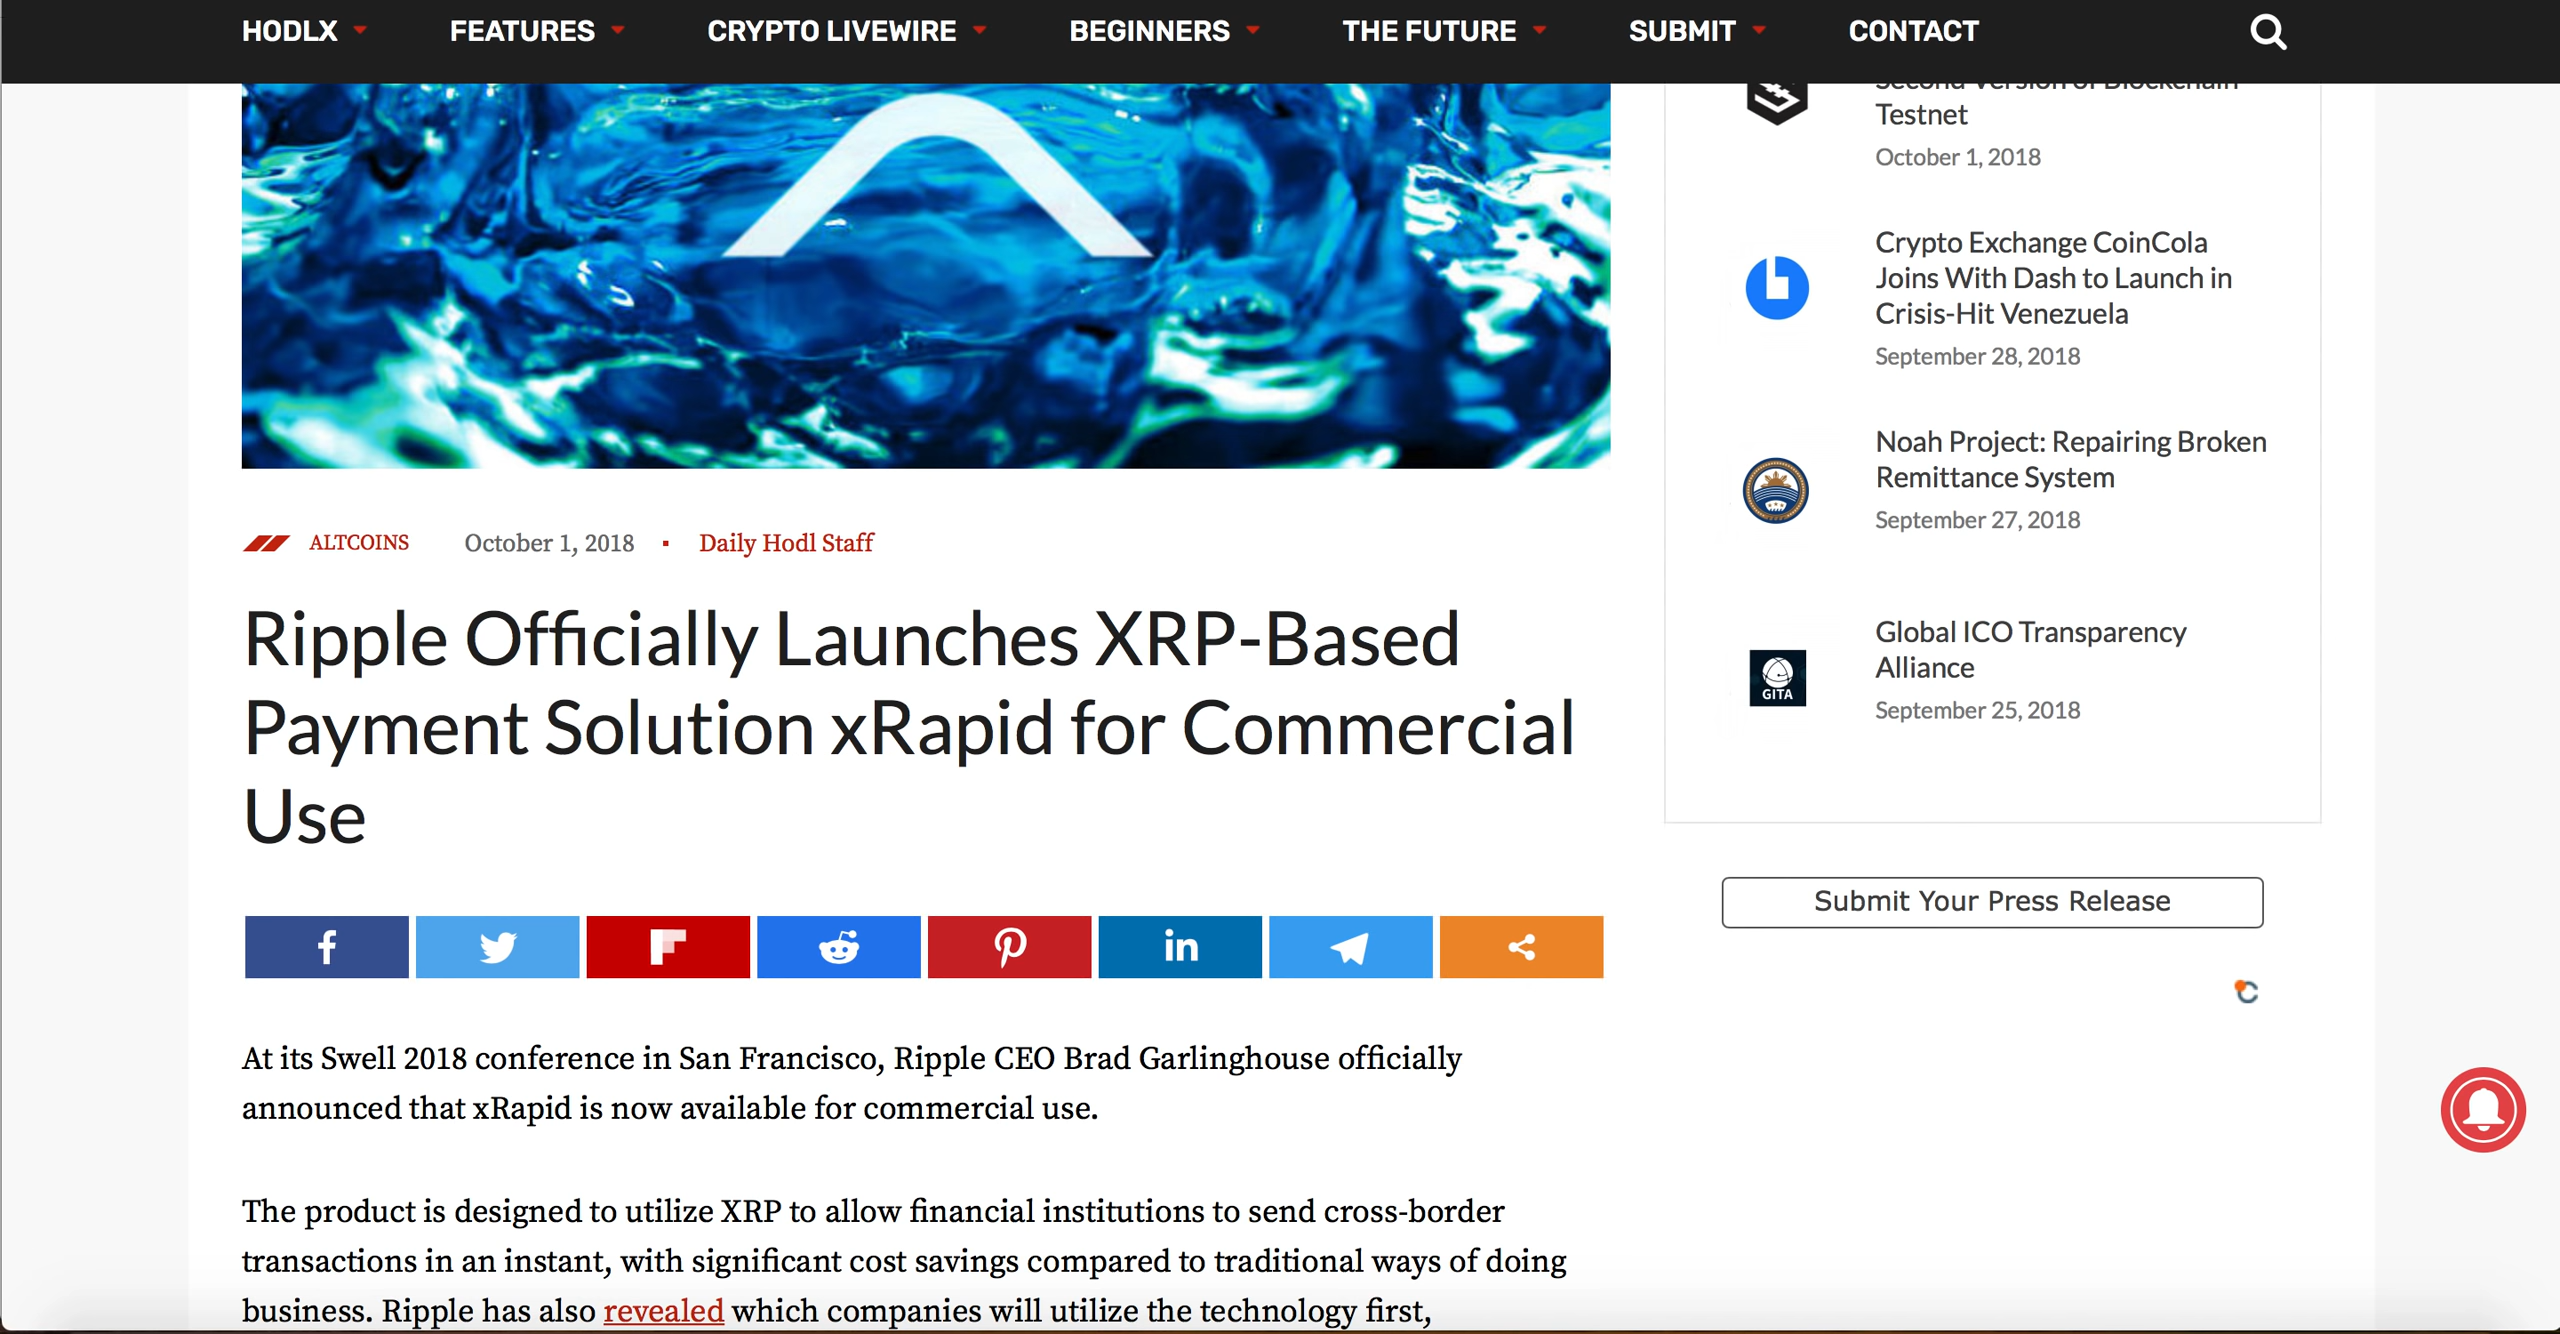 HODLX
FEATURES
CRYPTO LIVEWIRE
BEGINNERS
THE FUTURE
SUBMIT
CONTACT
ALTCOINS
October 1, 2018
Daily Hodl Staff
Ripple Officially Launches XRP-Based
Payment Solution xRapid for Commercial
Use
At its Swell 2018 conference in San Francisco, Ripple CEO Brad Garlinghouse officially
announced that xRapid is now available for commercial use.
The product is designed to utilize XRP to allow financial institutions to send cross-border
transactions in an instant, with significant cost savings compared to traditional ways of doing
business. Ripple has also revealed which companies will utilize the technology first,
Second Version of Blockchain
Testnet
October 1, 2018
Crypto Exchange CoinCola
Joins With Dash to Launch in
Crisis-Hit Venezuela
September 28, 2018
Noah Project: Repairing Broken
Remittance System
September 27, 2018
GITA
Global ICO Transparency
Alliance
September 25, 2018
Submit Your Press Release